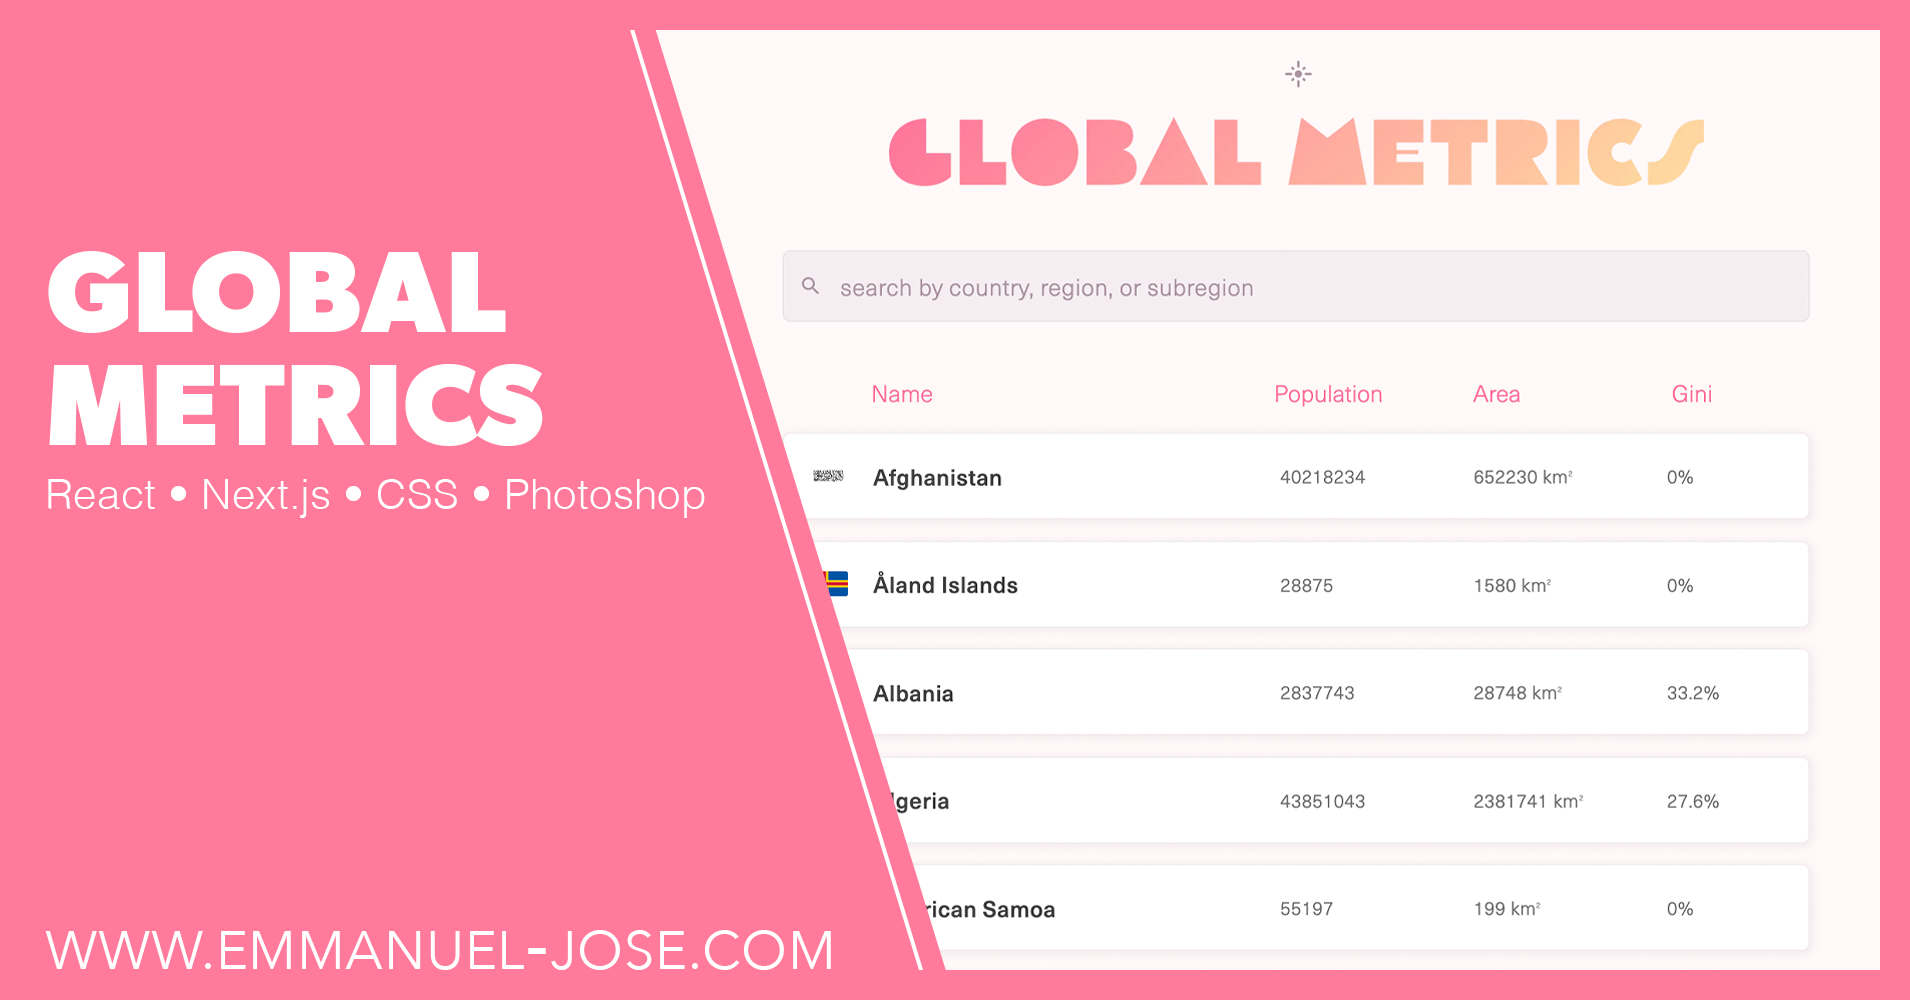 GLOBAL
METRICS
React • Next.js • CSS • Photoshop
WWW.EMMANUEL-JOSE.COM
GLOBAL METRICS
search by country, region, or subregion
Name Population Area Gini
Afghanistan 40218234 652230 km² 0%
Åland Islands 28875 1580 km² 0%
Albania 2837743 28748 km² 33.2%
lgeria 43851043 2381741 km² 27.6%
rican Samoa 55197 199 km² 0%